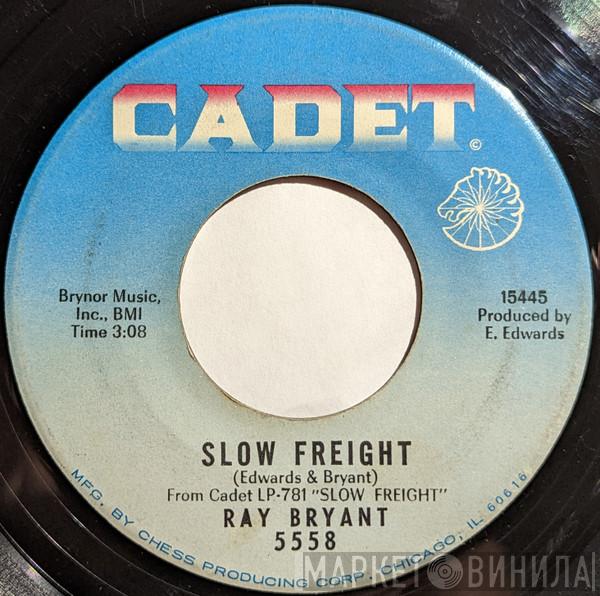 CADET
©
Brynor Music,
Inc., BMI
Time 3:08
15445
Produced by
E. Edwards
SLOW FREIGHT
(Edwards & Bryant)
From Cadet LP-781 "SLOW FREIGHT"
RAY BRYANT
5558
MFG. BY CHESS PRODUCING CORP., CHICAGO, IL 60616
МАРКЕТ ВИНИЛА